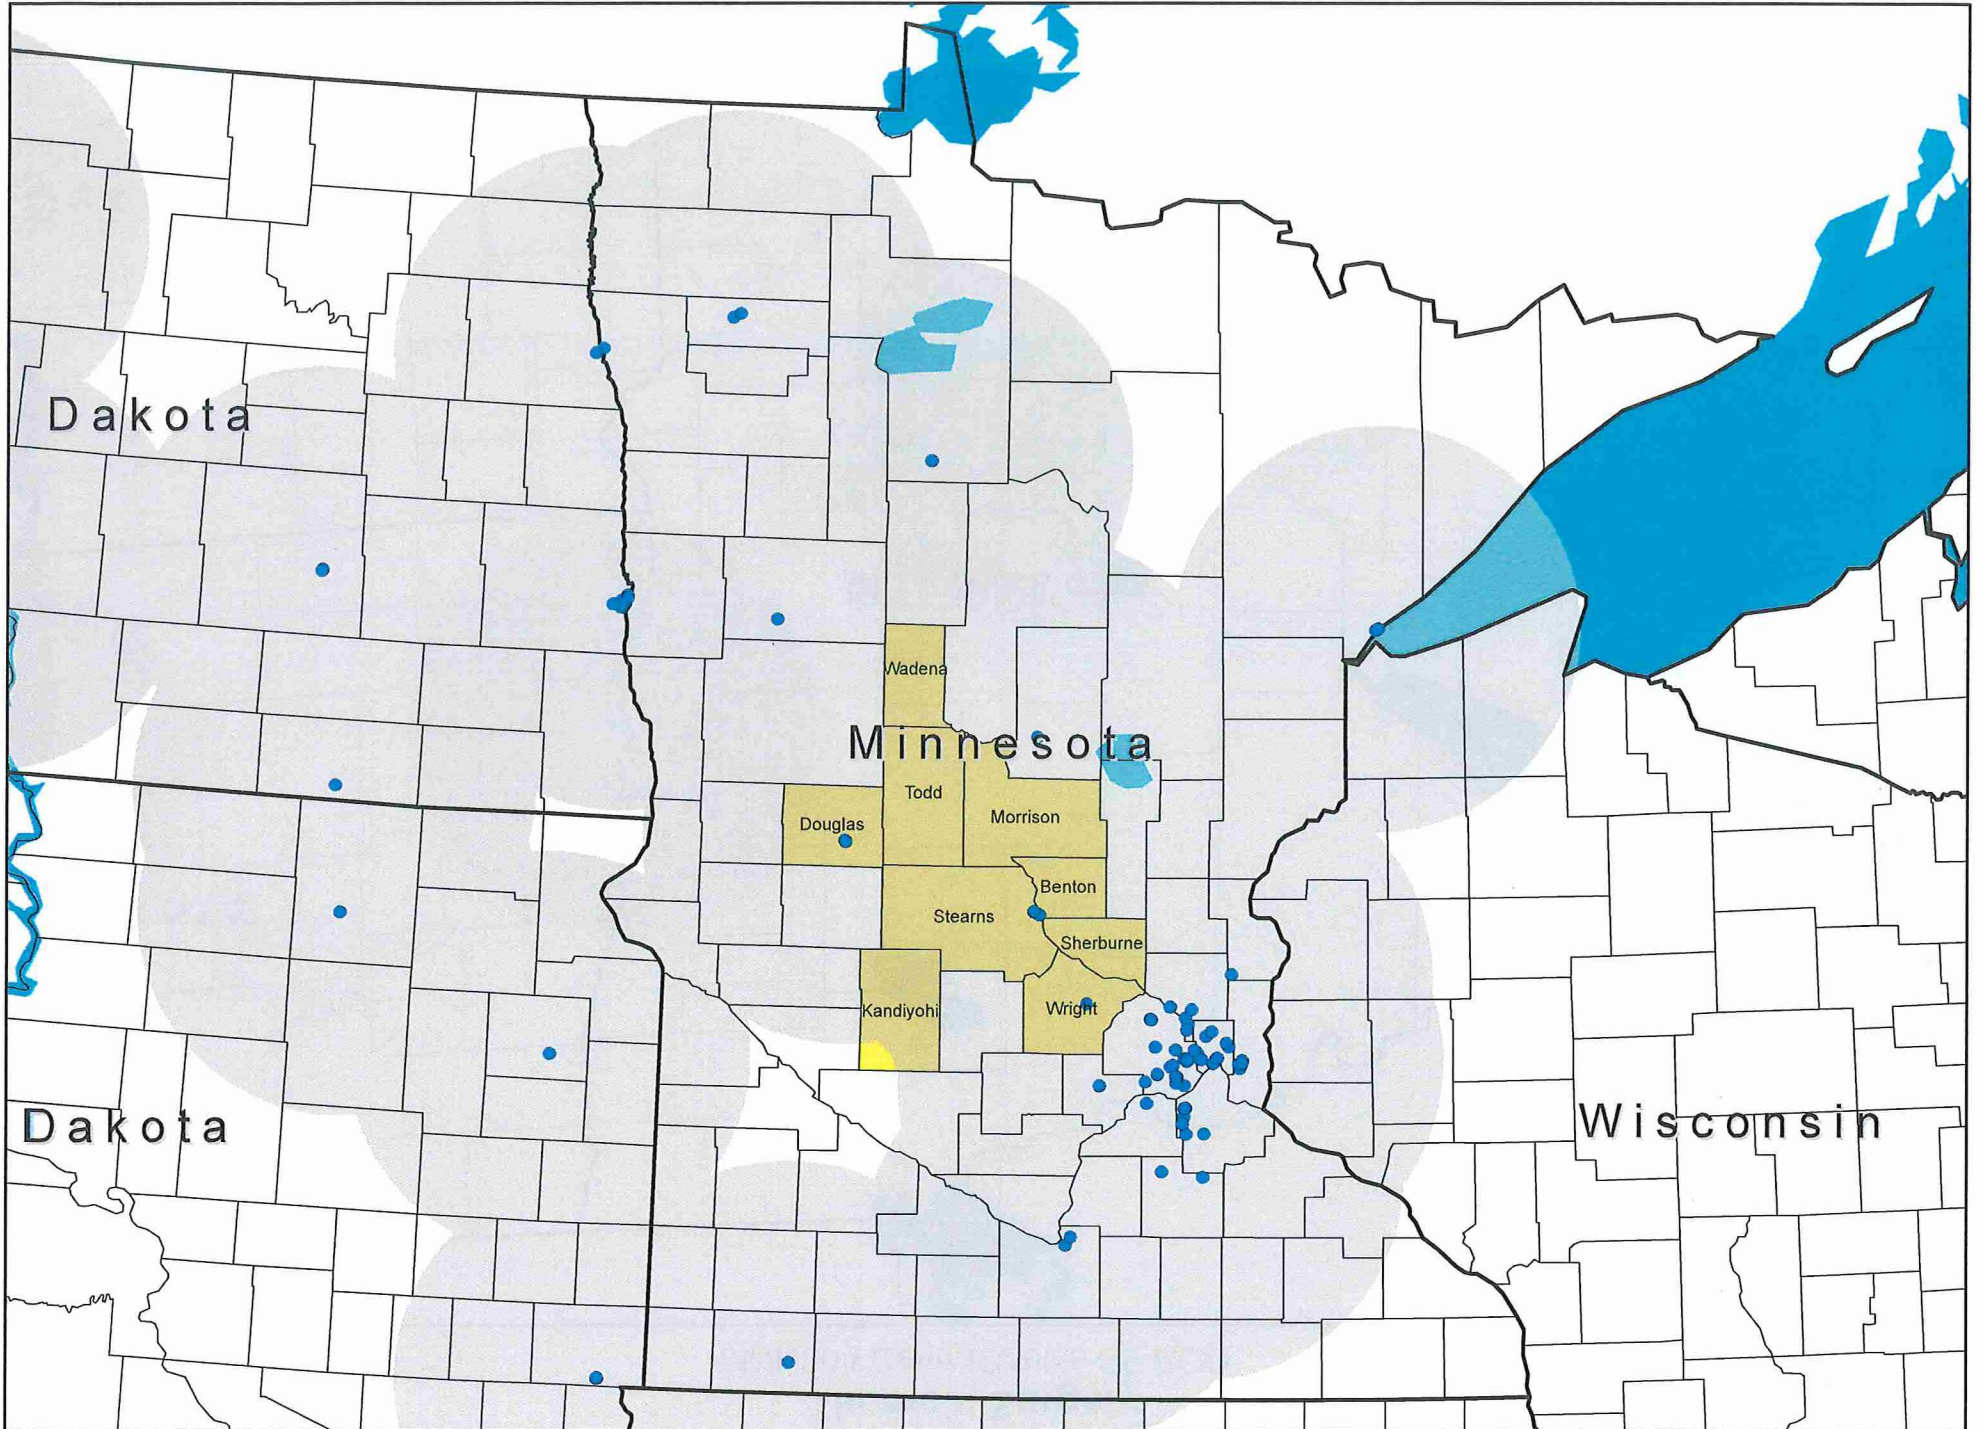 Dakota
Wadena
Minnesota
Todd
Douglas
Morrison
Benton
Stearns
Sherburne
Kandiyohi
Wright
Dakota
Wisconsin